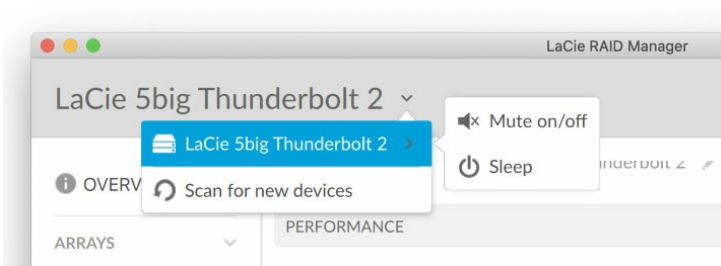 LaCie RAID Manager
LaCie 5big Thunderbolt 2
LaCie 5big Thunderbolt 2
Mute on/off
Sleep
Scan for new devices
OVERV
2
ARRAYS
PERFORMANCE